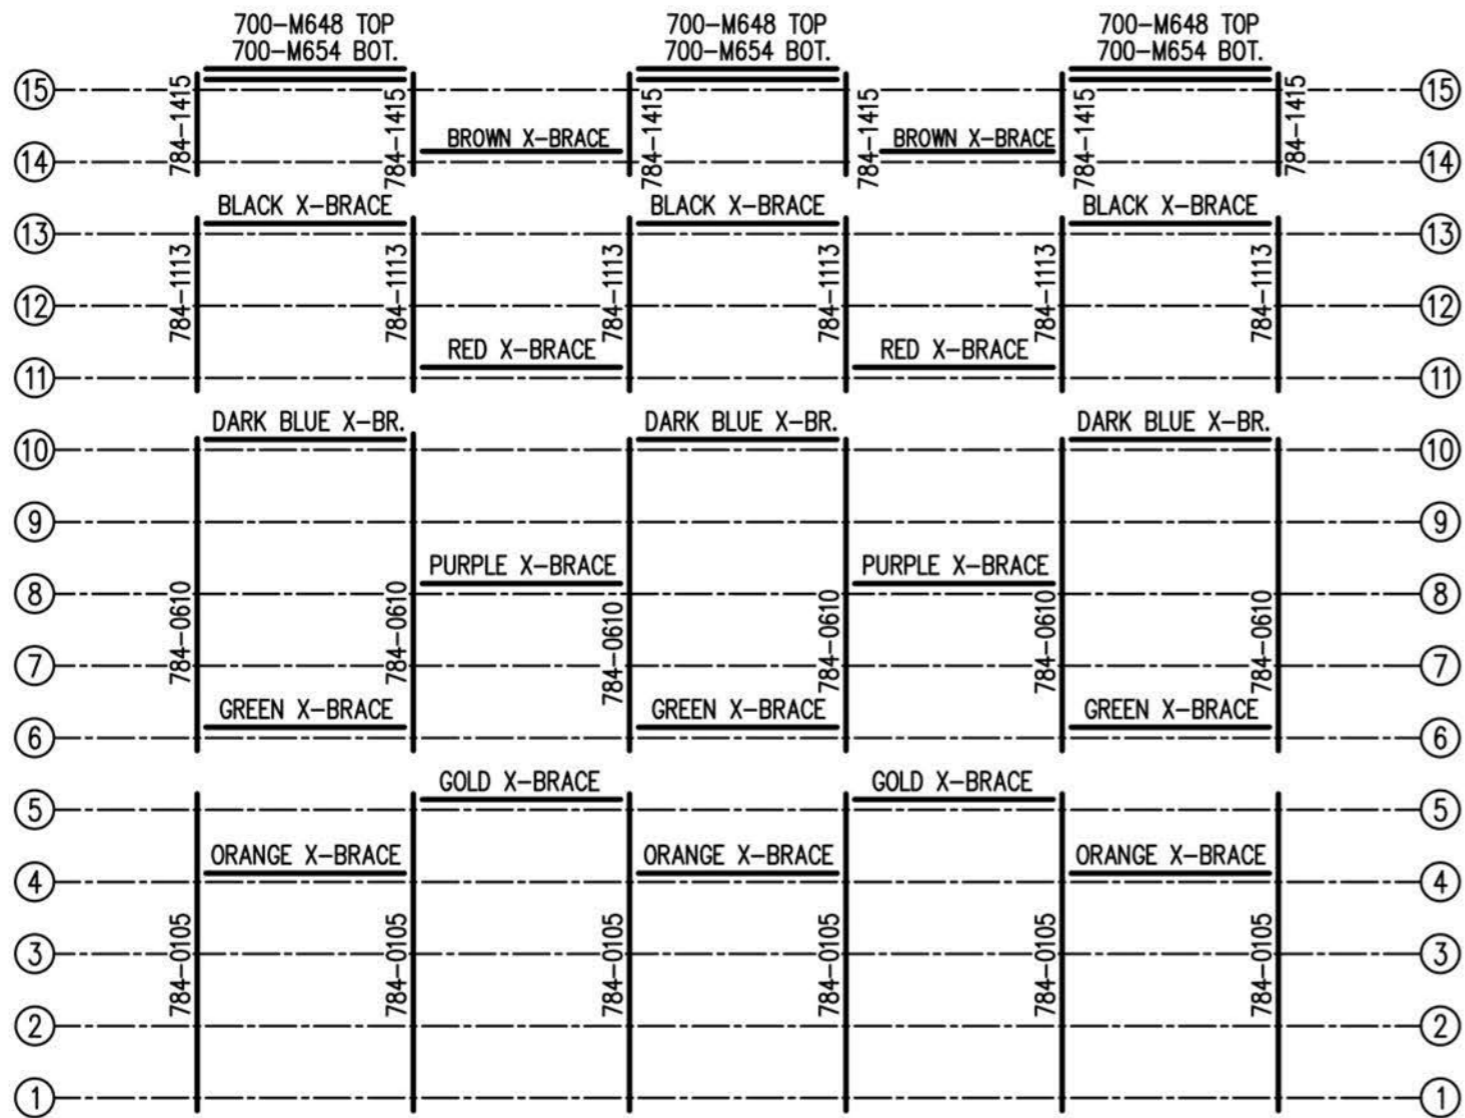 700-M648 TOP 700-M648 TOP 700-M648 TOP
700-M654 BOT. 700-M654 BOT. 700-M654 BOT.
15 784-1415 784-1415 784-1415 784-1415 784-1415 784-1415 15
BROWN X-BRACE BROWN X-BRACE
14 14
BLACK X-BRACE BLACK X-BRACE BLACK X-BRACE
13 13
784-1113 784-1113 784-1113 784-1113 784-1113 784-1113
12 12
RED X-BRACE RED X-BRACE
11 11
DARK BLUE X-BR. DARK BLUE X-BR. DARK BLUE X-BR.
10 10
9 9
PURPLE X-BRACE PURPLE X-BRACE
8 8
784-0610 784-0610 784-0610 784-0610 784-0610 784-0610
7 7
GREEN X-BRACE GREEN X-BRACE GREEN X-BRACE
6 6
GOLD X-BRACE GOLD X-BRACE
5 5
ORANGE X-BRACE ORANGE X-BRACE ORANGE X-BRACE
4 4
784-0105 784-0105 784-0105 784-0105 784-0105 784-0105
3 3
2 2
1 1